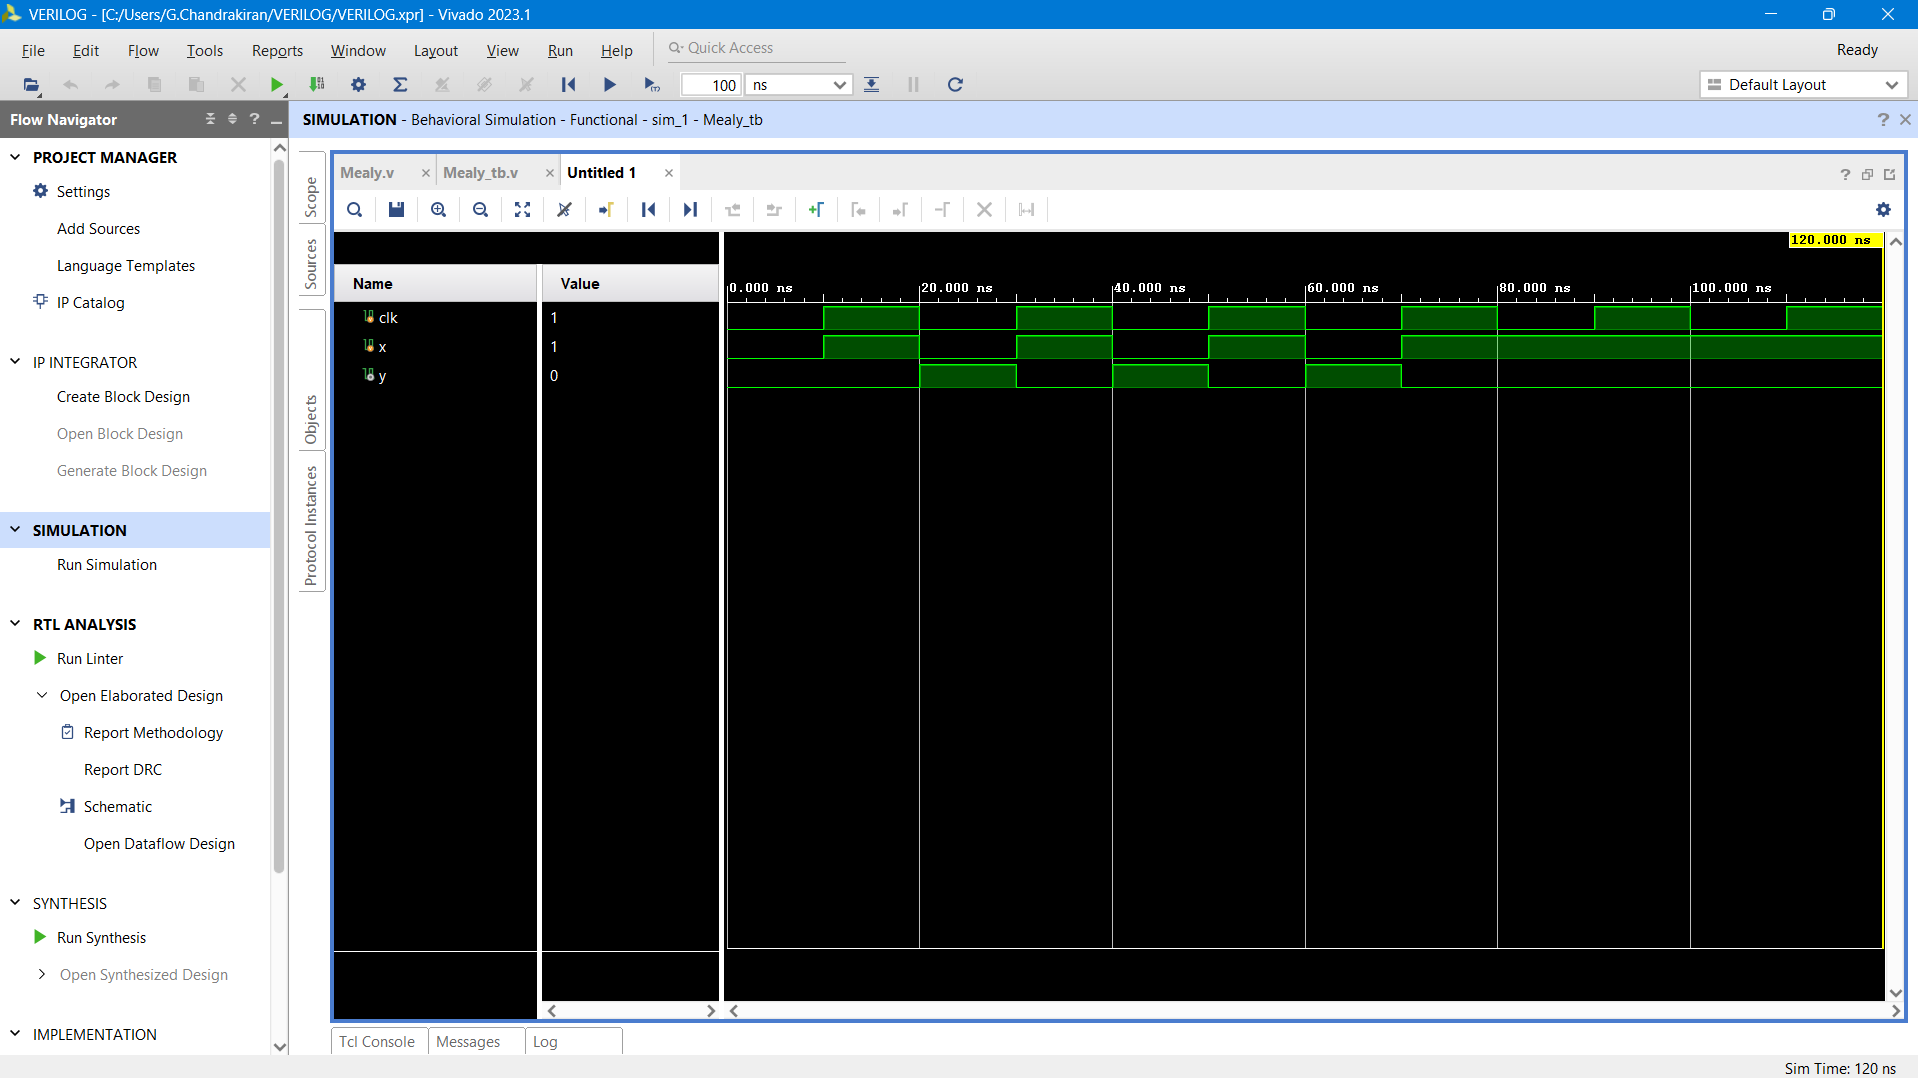 VERILOG - [C:/Users/G.Chandrakiran/VERILOG/VERILOG.xpr] - Vivado 2023.1
File Edit Flow Tools Reports Window Layout View Run Help Quick Access Ready
100 ns Default Layout
Flow Navigator
SIMULATION - Behavioral Simulation - Functional - sim_1 - Mealy_tb
PROJECT MANAGER
Settings
Add Sources
Language Templates
IP Catalog
IP INTEGRATOR
Create Block Design
Open Block Design
Generate Block Design
SIMULATION
Run Simulation
RTL ANALYSIS
Run Linter
Open Elaborated Design
Report Methodology
Report DRC
Schematic
Open Dataflow Design
SYNTHESIS
Run Synthesis
Open Synthesized Design
IMPLEMENTATION
Scope
Sources
Objects
Protocol Instances
Mealy.v Mealy_tb.v Untitled 1
120.000 ns
Name Value
0.000 ns 20.000 ns 40.000 ns 60.000 ns 80.000 ns 100.000 ns
clk 1
x 1
y 0
Tcl Console Messages Log
Sim Time: 120 ns